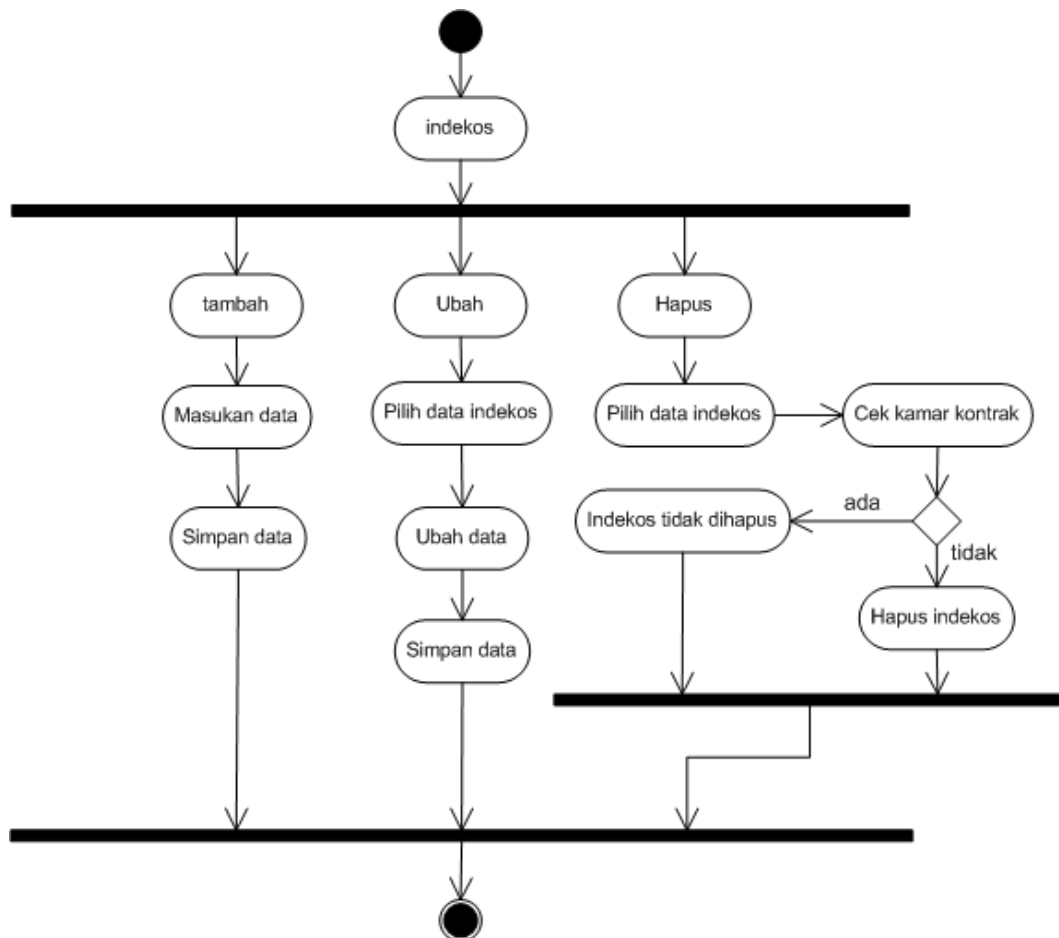 indekos
tambah
Ubah
Hapus
Masukan data
Pilih data indekos
Pilih data indekos
Cek kamar kontrak
Simpan data
Ubah data
Indekos tidak dihapus
ada
tidak
Hapus indekos
Simpan data